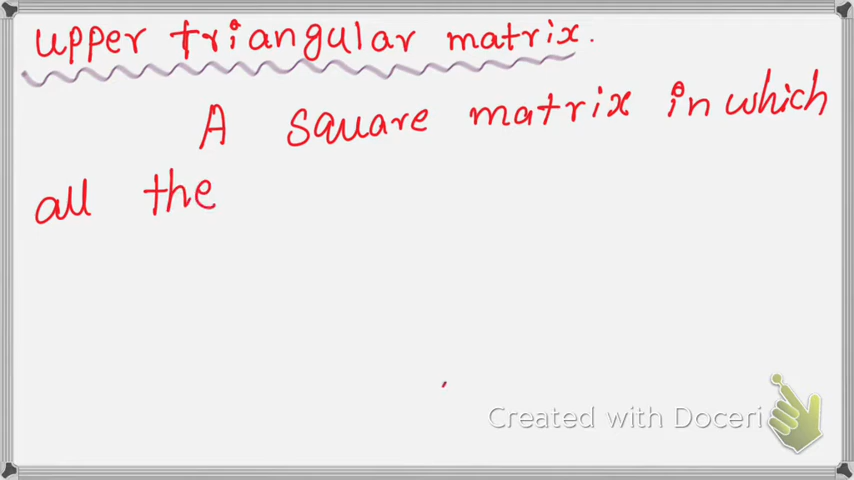 upper triangular matrix.
A square matrix in which
all the
Created with Doceri